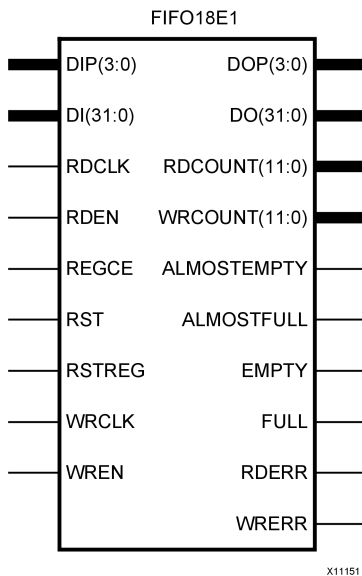 FIFO18E1
DIP(3:0) DOP(3:0)
DI(31:0) DO(31:0)
RDCLK RDCOUNT(11:0)
RDEN WRCOUNT(11:0)
REGCE ALMOSTEMPTY
RST ALMOSTFULL
RSTREG EMPTY
WRCLK FULL
WREN RDERR
WRERR
X11151